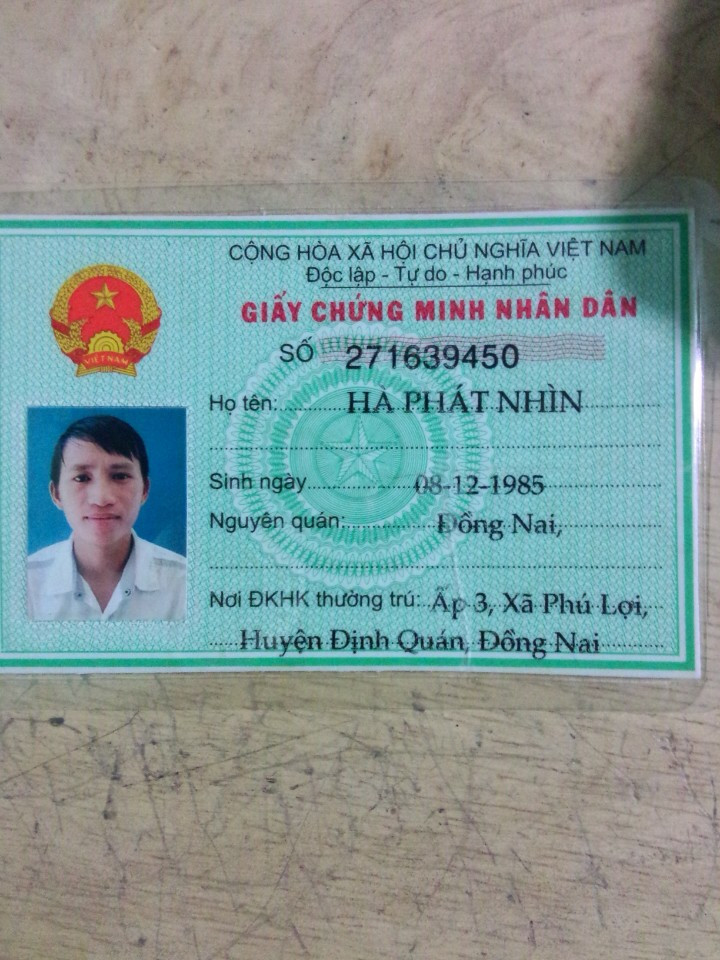 CỘNG HÒA XÃ HỘI CHỦ NGHĨA VIỆT NAM
Độc lập - Tự do - Hạnh phúc
GIẤY CHỨNG MINH NHÂN DÂN
VIỆT NAM
SỐ 271639450
Họ tên: HÀ PHÁT NHÌN
Sinh ngày 08-12-1985
Nguyên quán: Đồng Nai,
Nơi ĐKHK thường trú: Ấp 3, Xã Phú Lợi,
Huyện Định Quán, Đồng Nai